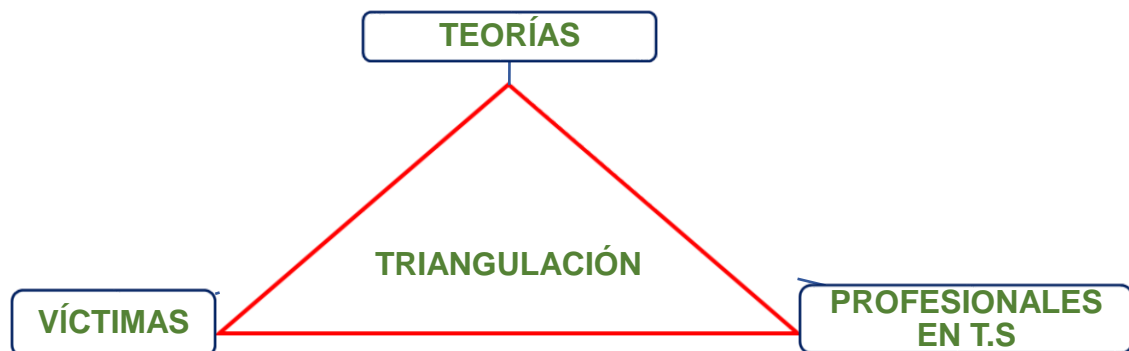 TEORÍAS
TRIANGULACIÓN
VÍCTIMAS
PROFESIONALES
EN T.S